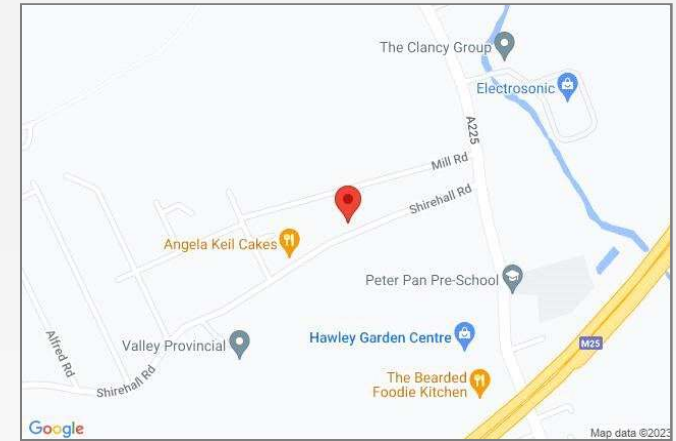 The Clancy Group
Electrosonic
A225
Mill Rd
Shirehall Rd
Angela Keil Cakes
Peter Pan Pre-School
Alfred Rd
Valley Provincial
Hawley Garden Centre
M25
Shirehall Rd
The Bearded
Foodie Kitchen
Google
Map data ©2023